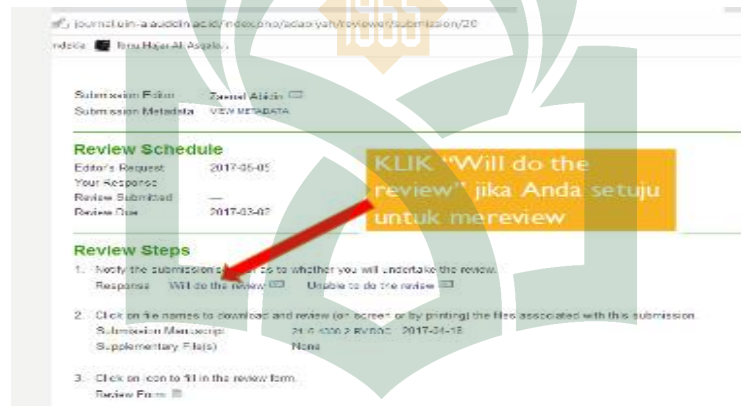 journal.uin-alauddin.ac.id/index.php/adabiyah/reviewer/submission/20
Ibnu Hajar Al-Asqala
1965
Submission Editor Zaenal Abidin
Submission Metadata VIEW METADATA
Review Schedule
Editor's Request 2017-05-05
Your Response —
Review Submitted —
Review Due 2017-03-02
KLIK "Will do the
review" jika Anda setuju
untuk mereview
Review Steps
1. Notify the submission's as to whether you will undertake the review.
Response Will do the review Unable to do the review
2. Click on file names to download and review (on screen or by printing) the files associated with this submission.
Submission Manuscript 2017-04-18
Supplementary File(s) None
3. Click on icon to fill in the review form.
Review Form